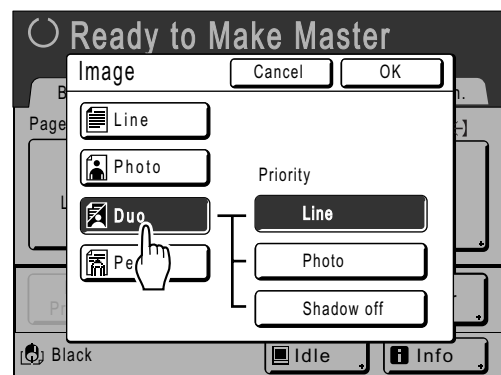 Ready to Make Master
Image
Cancel
OK
Page
Line
Photo
Priority
Duo
Line
Photo
Shadow off
Black
Idle
Info